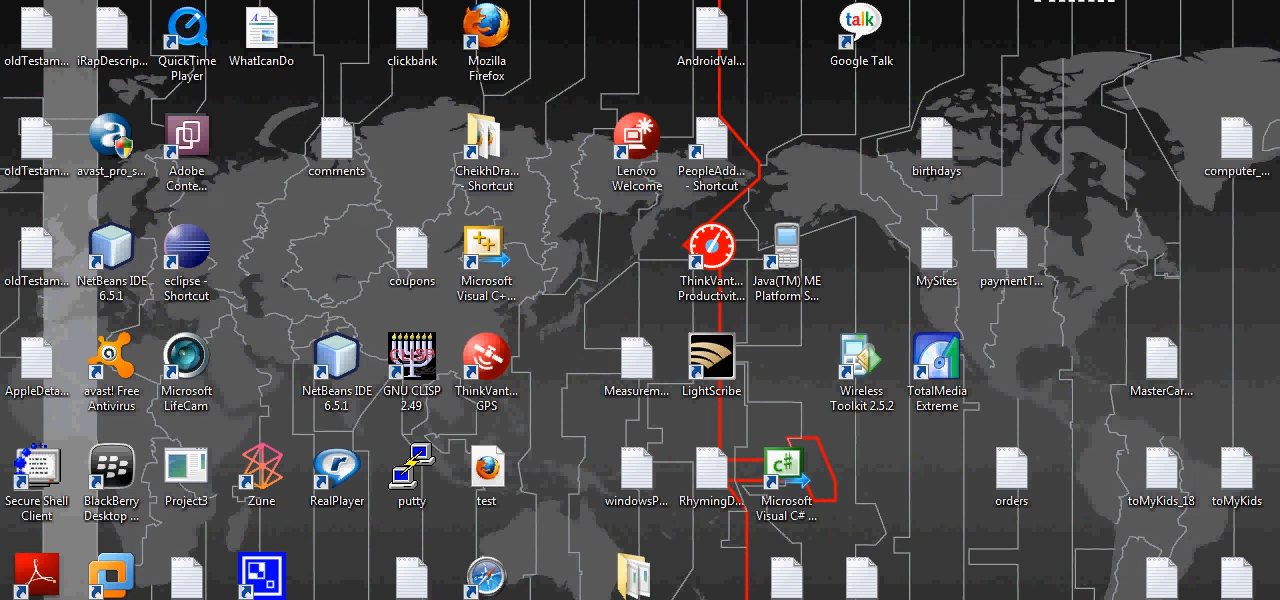 oldTestam...
iRapDescrip...
QuickTime
Player
WhatICanDo
clickbank
Mozilla
Firefox
AndroidVal...
talk
Google Talk
oldTestam...
avast_pro_s...
Adobe
Conte...
comments
CheikhDra...
- Shortcut
Lenovo
Welcome
PeopleAdd...
- Shortcut
birthdays
computer_...
oldTestam...
NetBeans IDE
6.5.1
eclipse -
Shortcut
coupons
Microsoft
Visual C+...
ThinkVant...
Productivit...
Java(TM) ME
Platform S...
MySites
paymentT...
AppleDeta...
avast! Free
Antivirus
Microsoft
LifeCam
NetBeans IDE
6.5.1
CLISP
GNU CLISP
2.49
ThinkVant...
GPS
Measurem...
LightScribe
Wireless
Toolkit 2.5.2
TotalMedia
Extreme
MasterCar...
Secure Shell
Client
BlackBerry
Desktop ...
Project3
Zune
RealPlayer
putty
test
windowsP...
RhymingD...
C#
Microsoft
Visual C# ...
orders
toMyKids_18
toMyKids